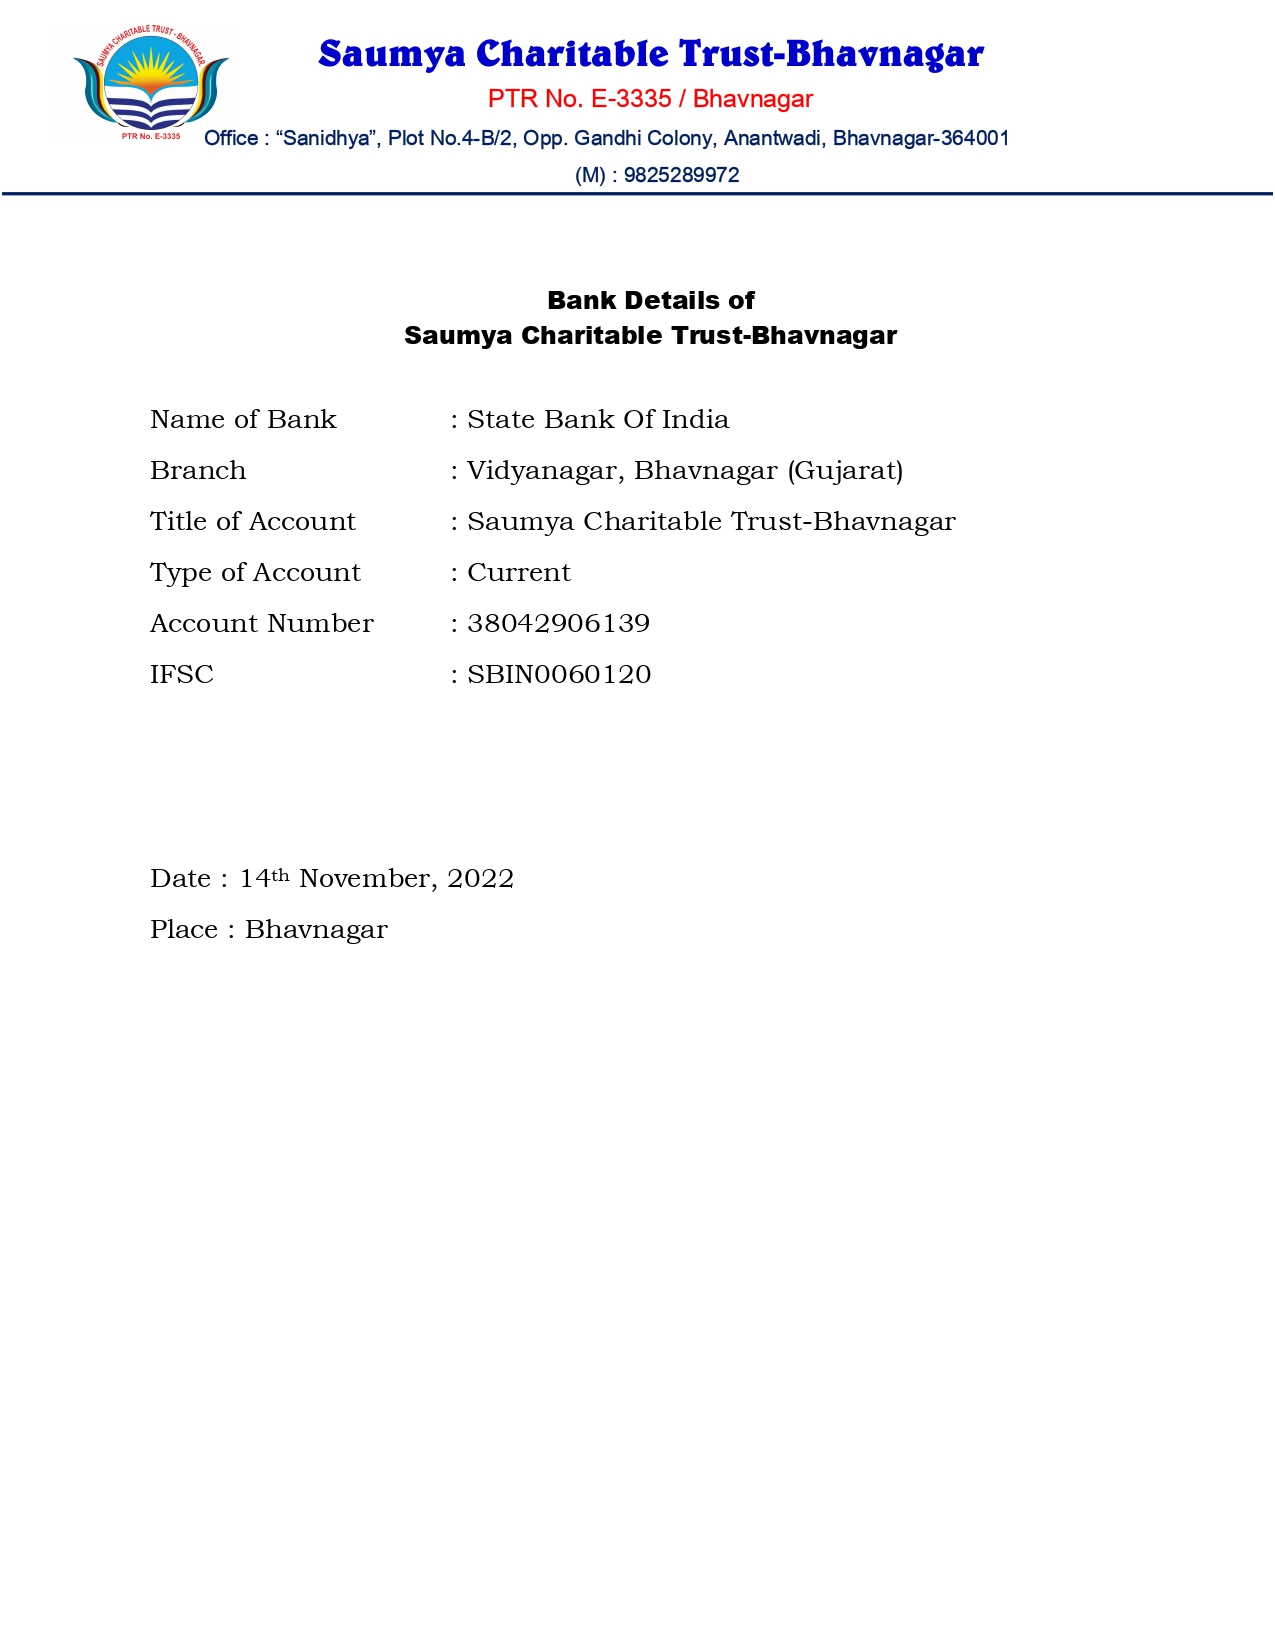 SAUMYA CHARITABLE TRUST - BHAVNAGAR
PTR No. E-3335
Saumya Charitable Trust-Bhavnagar
PTR No. E-3335 / Bhavnagar
Office : “Sanidhya”, Plot No.4-B/2, Opp. Gandhi Colony, Anantwadi, Bhavnagar-364001
(M) : 9825289972
Bank Details of
Saumya Charitable Trust-Bhavnagar
Name of Bank : State Bank Of India
Branch : Vidyanagar, Bhavnagar (Gujarat)
Title of Account : Saumya Charitable Trust-Bhavnagar
Type of Account : Current
Account Number : 38042906139
IFSC : SBIN0060120
Date : 14th November, 2022
Place : Bhavnagar